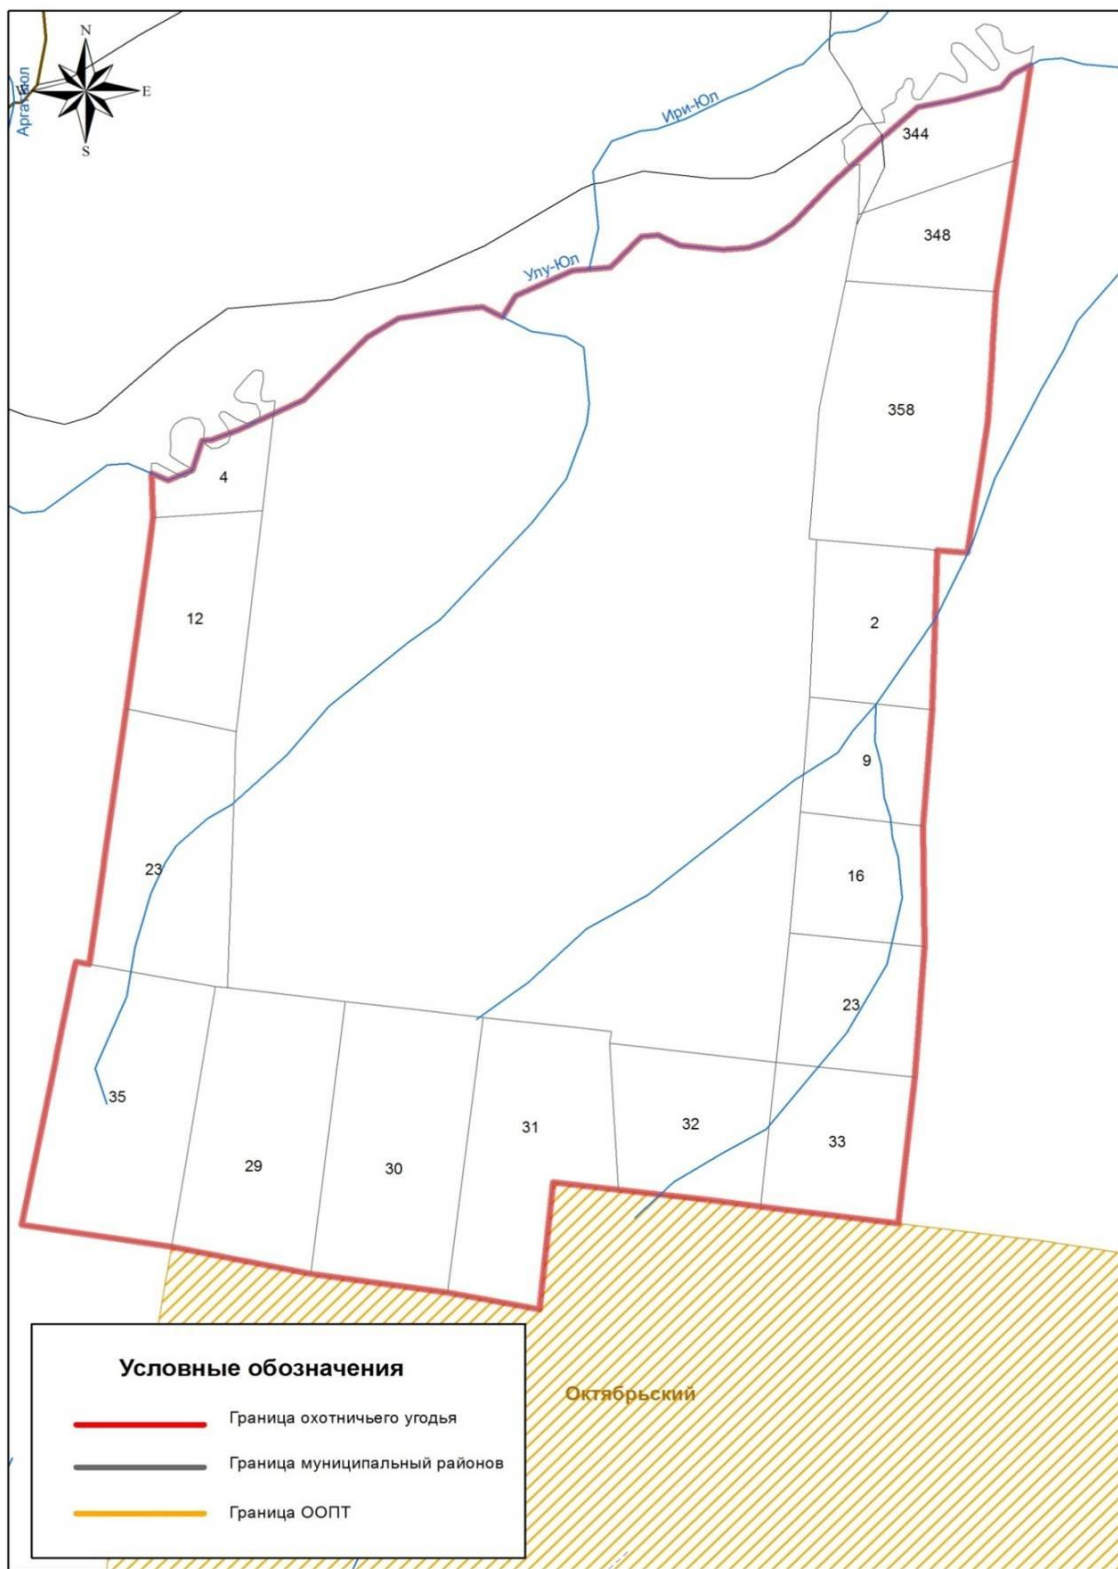 N
W
E
S
Арга-Юл
Ири-Юл
344
348
Улу-Юл
358
4
12
2
9
23
16
23
35
31
32
33
29
30
Октябрьский
Условные обозначения
Граница охотничьего угодья
Граница муниципальный районов
Граница ООПТ